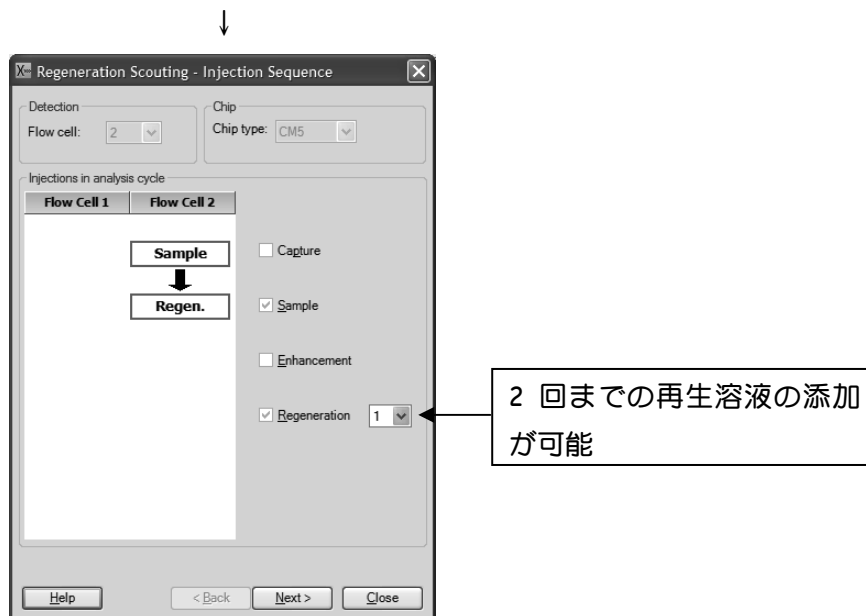 ↓
Regeneration Scouting - Injection Sequence
Detection
Chip
Flow cell: 2
Chip type: CM5
Injections in analysis cycle
Flow Cell 1 Flow Cell 2
Sample
Regen.
Capture
Sample
Enhancement
Regeneration 1
2 回までの再生溶液の添加
が可能
Help < Back Next > Close